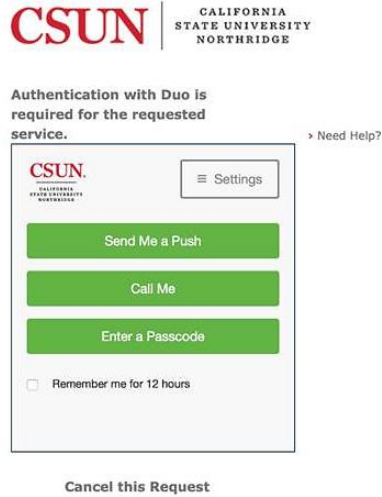 CSUN
CALIFORNIA
STATE UNIVERSITY
NORTHRIDGE
Authentication with Duo is
required for the requested
service.
> Need Help?
CSUN.
CALIFORNIA
STATE UNIVERSITY
NORTHRIDGE
≡ Settings
Send Me a Push
Call Me
Enter a Passcode
Remember me for 12 hours
Cancel this Request